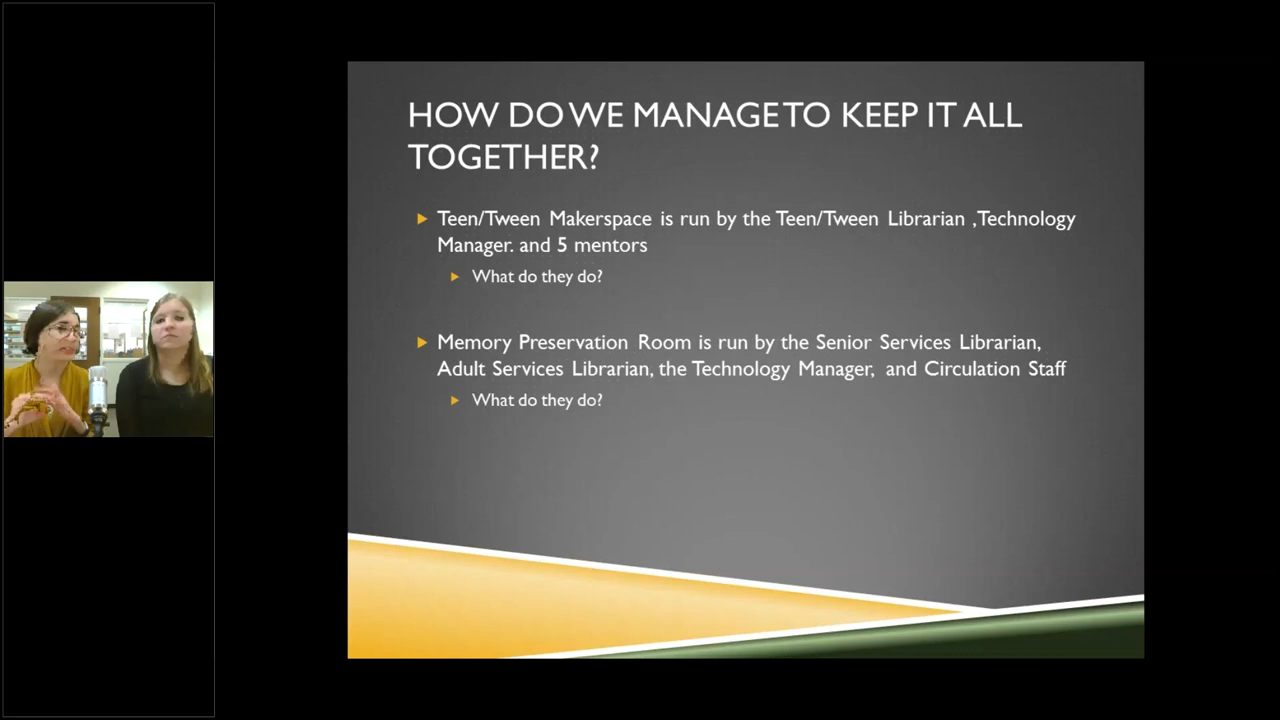 HOW DO WE MANAGE TO KEEP IT ALL
TOGETHER?
Teen/Tween Makerspace is run by the Teen/Tween Librarian ,Technology
Manager. and 5 mentors
What do they do?
Memory Preservation Room is run by the Senior Services Librarian,
Adult Services Librarian, the Technology Manager, and Circulation Staff
What do they do?